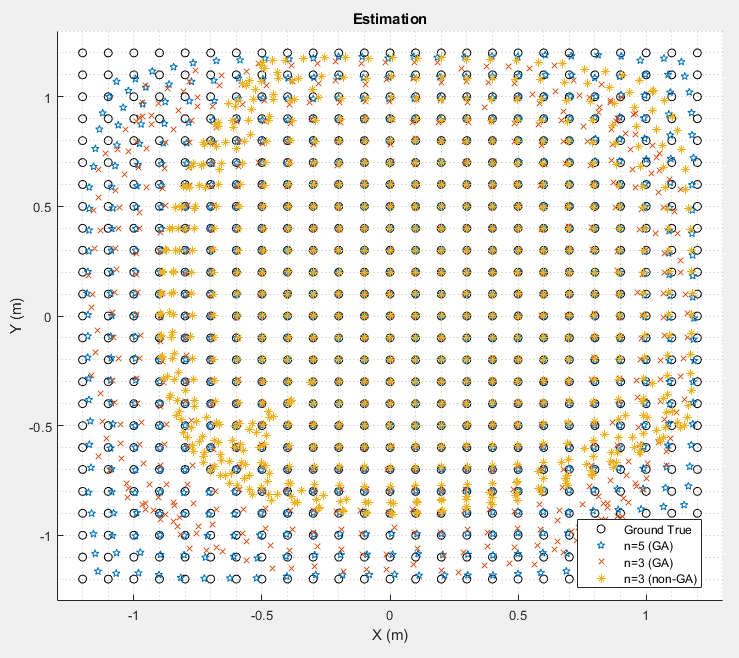 Estimation
1
0.5
0
-0.5
-1
Y (m)
-1
-0.5
0
0.5
1
X (m)
Ground True
n=5 (GA)
n=3 (GA)
n=3 (non-GA)